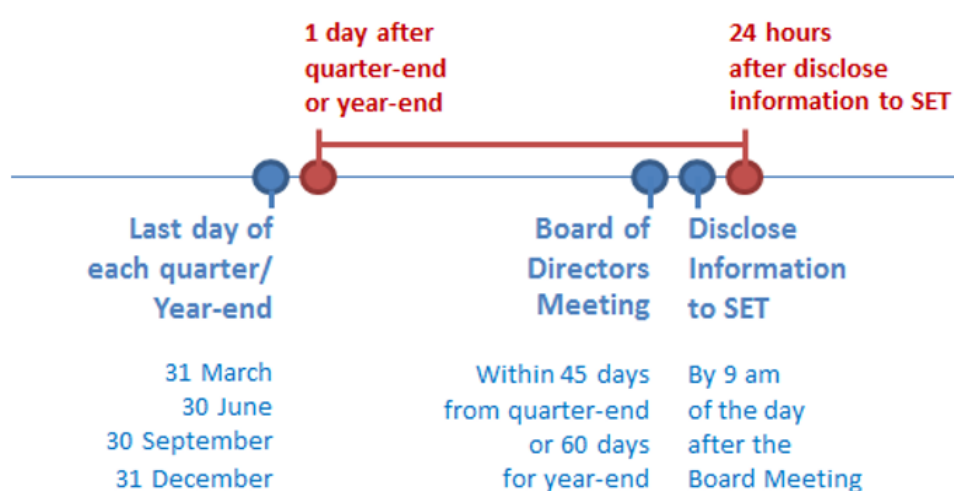 1 day after
quarter-end
or year-end
24 hours
after disclose
information to SET
Last day of
each quarter/
Year-end
31 March
30 June
30 September
31 December
Board of
Directors
Meeting
Within 45 days
from quarter-end
or 60 days
for year-end
Disclose
Information
to SET
By 9 am
of the day
after the
Board Meeting